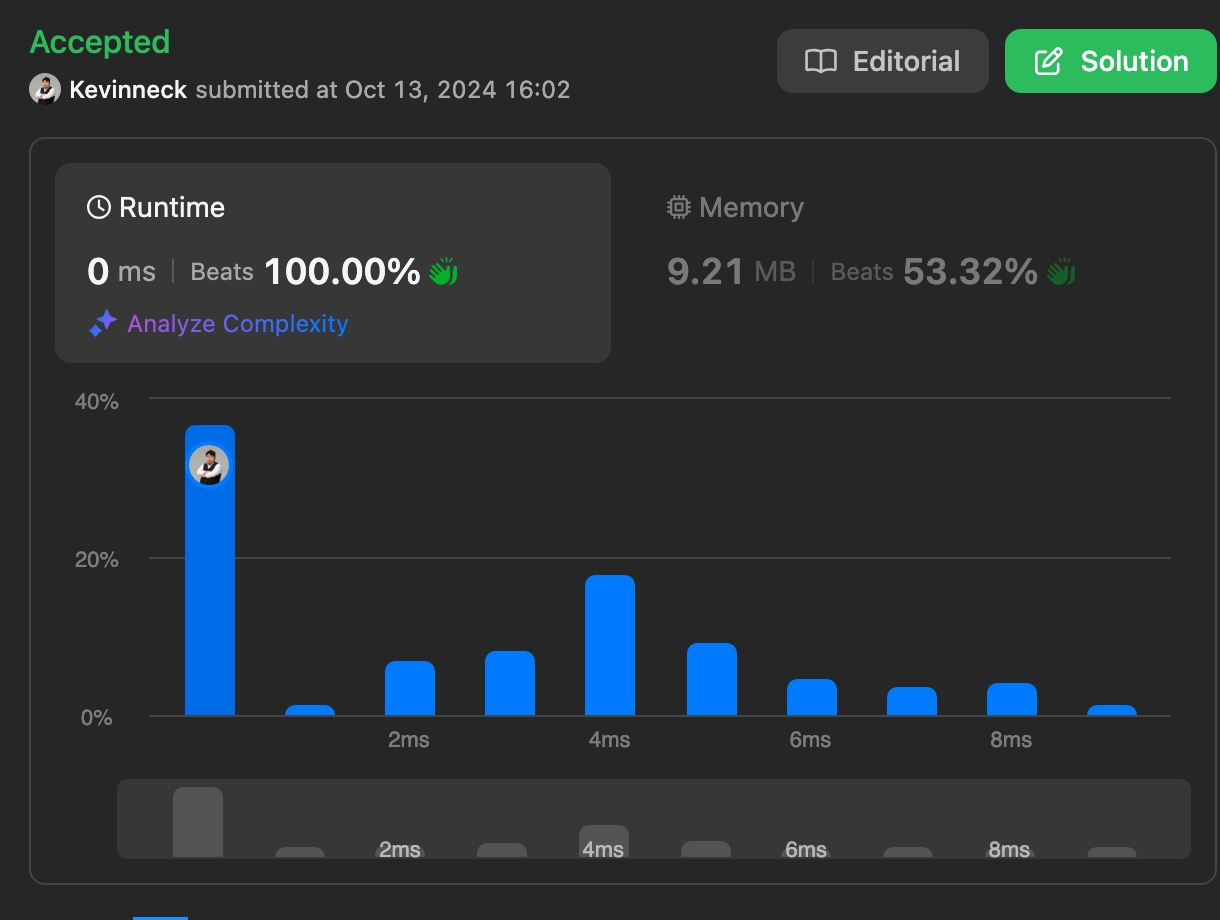 Accepted
Kevinneck submitted at Oct 13, 2024 16:02
Editorial
Solution
Runtime
0 ms | Beats 100.00%
Analyze Complexity
Memory
9.21 MB | Beats 53.32%
40%
20%
0%
2ms 4ms 6ms 8ms
2ms 4ms 6ms 8ms